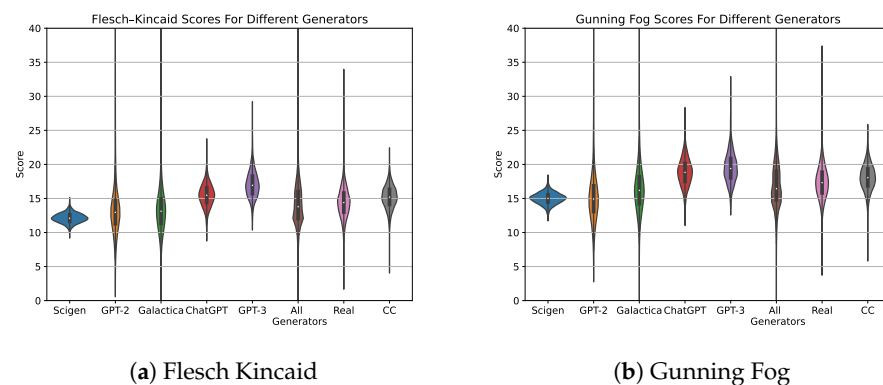 Flesch–Kincaid Scores For Different Generators
40
35
30
25
20
15
10
5
0
Score
Scigen GPT-2 Galactica ChatGPT GPT-3 All Real CC
Generators
(a) Flesch Kincaid
Gunning Fog Scores For Different Generators
40
35
30
25
20
15
10
5
0
Score
Scigen GPT-2 Galactica ChatGPT GPT-3 All Real CC
Generators
(b) Gunning Fog